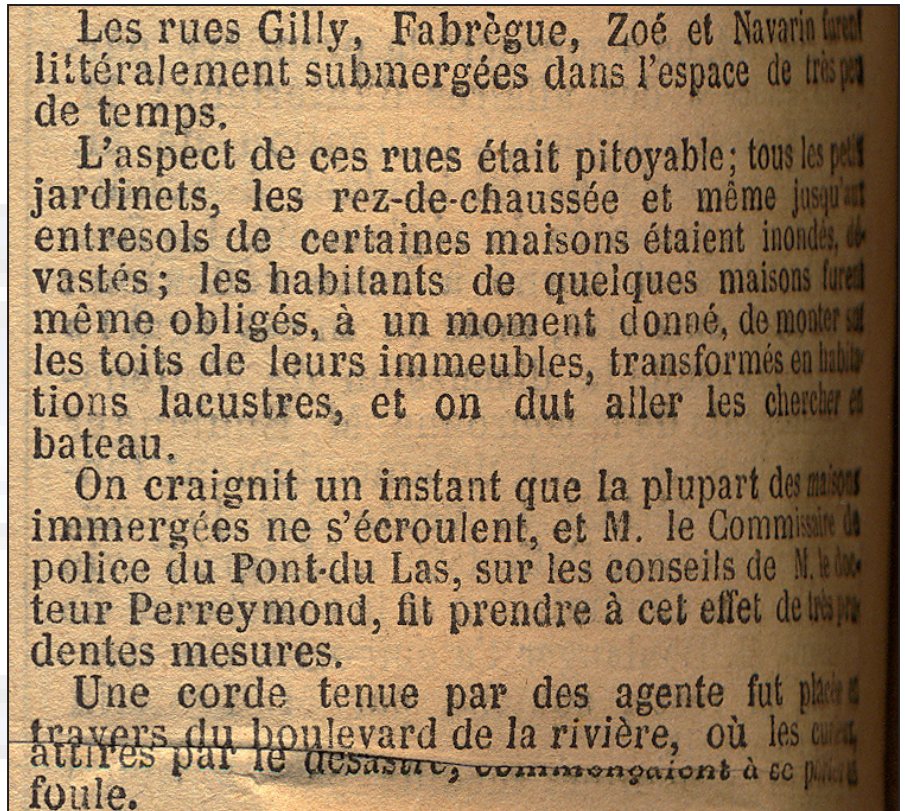 Les rues Gilly, Fabrègue, Zoé et Navarin furent
littéralement submergées dans l'espace de très peu
de temps.
L'aspect de ces rues était pitoyable; tous les petits
jardinets, les rez-de-chaussée et même jusqu'aux
entresols de certaines maisons étaient inondés, dé-
vastés; les habitants de quelques maisons furent
même obligés, à un moment donné, de monter sur
les toits de leurs immeubles, transformés en habita-
tions lacustres, et on dut aller les chercher en
bateau.
On craignit un instant que la plupart des maisons
immergées ne s'écroulent, et M. le Commissaire de
police du Pont-du Las, sur les conseils de M. le doc-
teur Perreymond, fit prendre à cet effet de très pru-
dentes mesures.
Une corde tenue par des agente fut placée
travers du boulevard de la rivière, où les
attirés par le désastre, commençaient à se
foule.